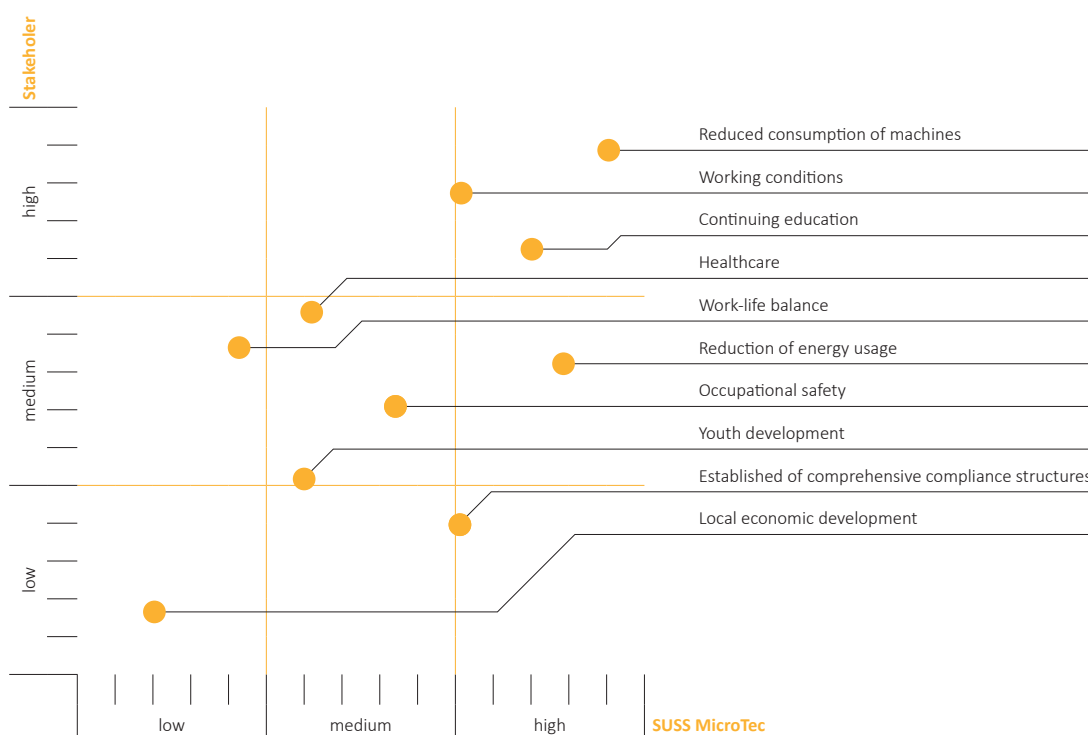 Stakeholer
high
medium
low
Reduced consumption of machines
Working conditions
Continuing education
Healthcare
Work-life balance
Reduction of energy usage
Occupational safety
Youth development
Established of comprehensive compliance structures
Local economic development
low
medium
high
SUSS MicroTec